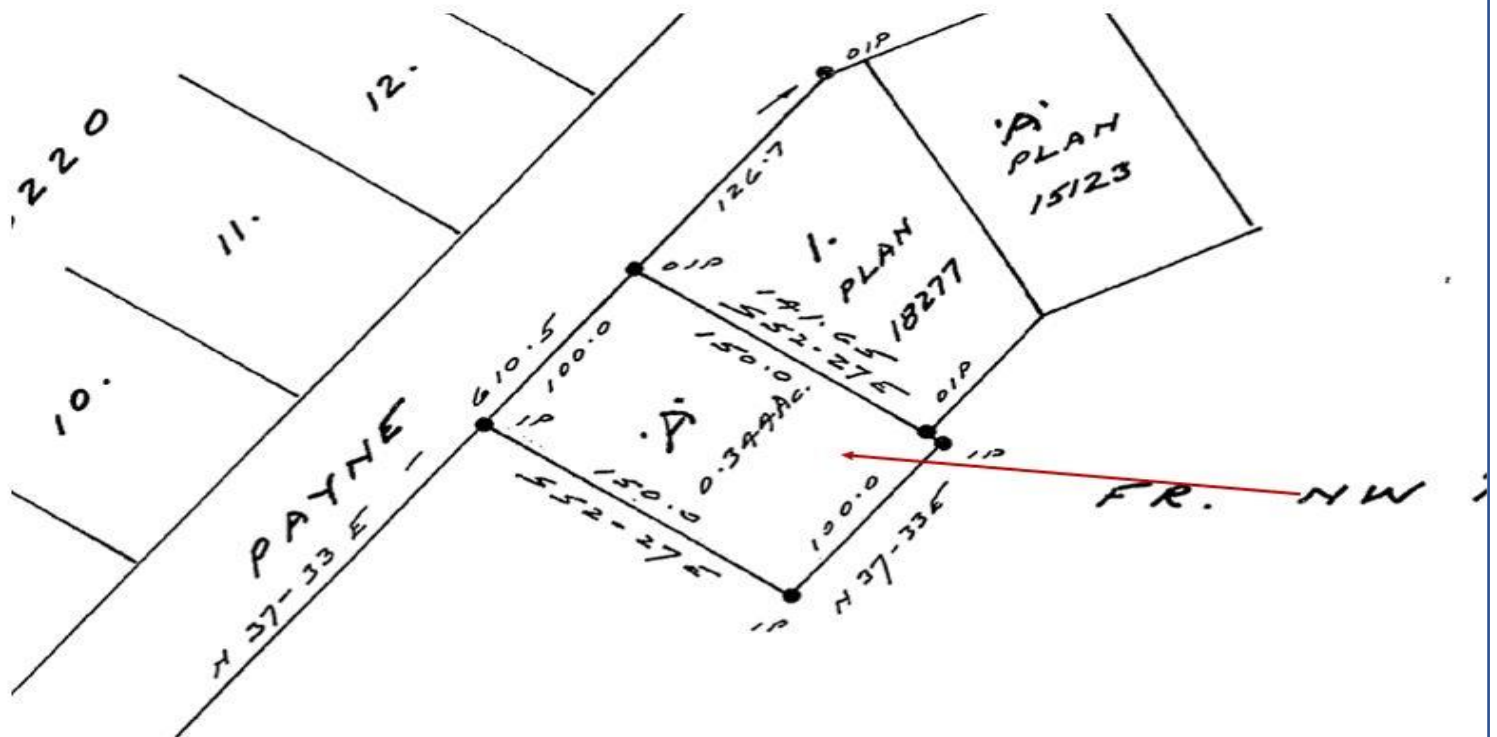 12.
220
11.
10.
PAYNE
N 37-33 E
OIP
126.7
'A'
PLAN
15123
1.
PLAN
18277
OIP
141.65
S52-27E
150.0
610.5
100.0
IP
0.344Ac.
150.0
S52-27E
OIP
IP
100.0
N 37-33E
IP
FR. NW